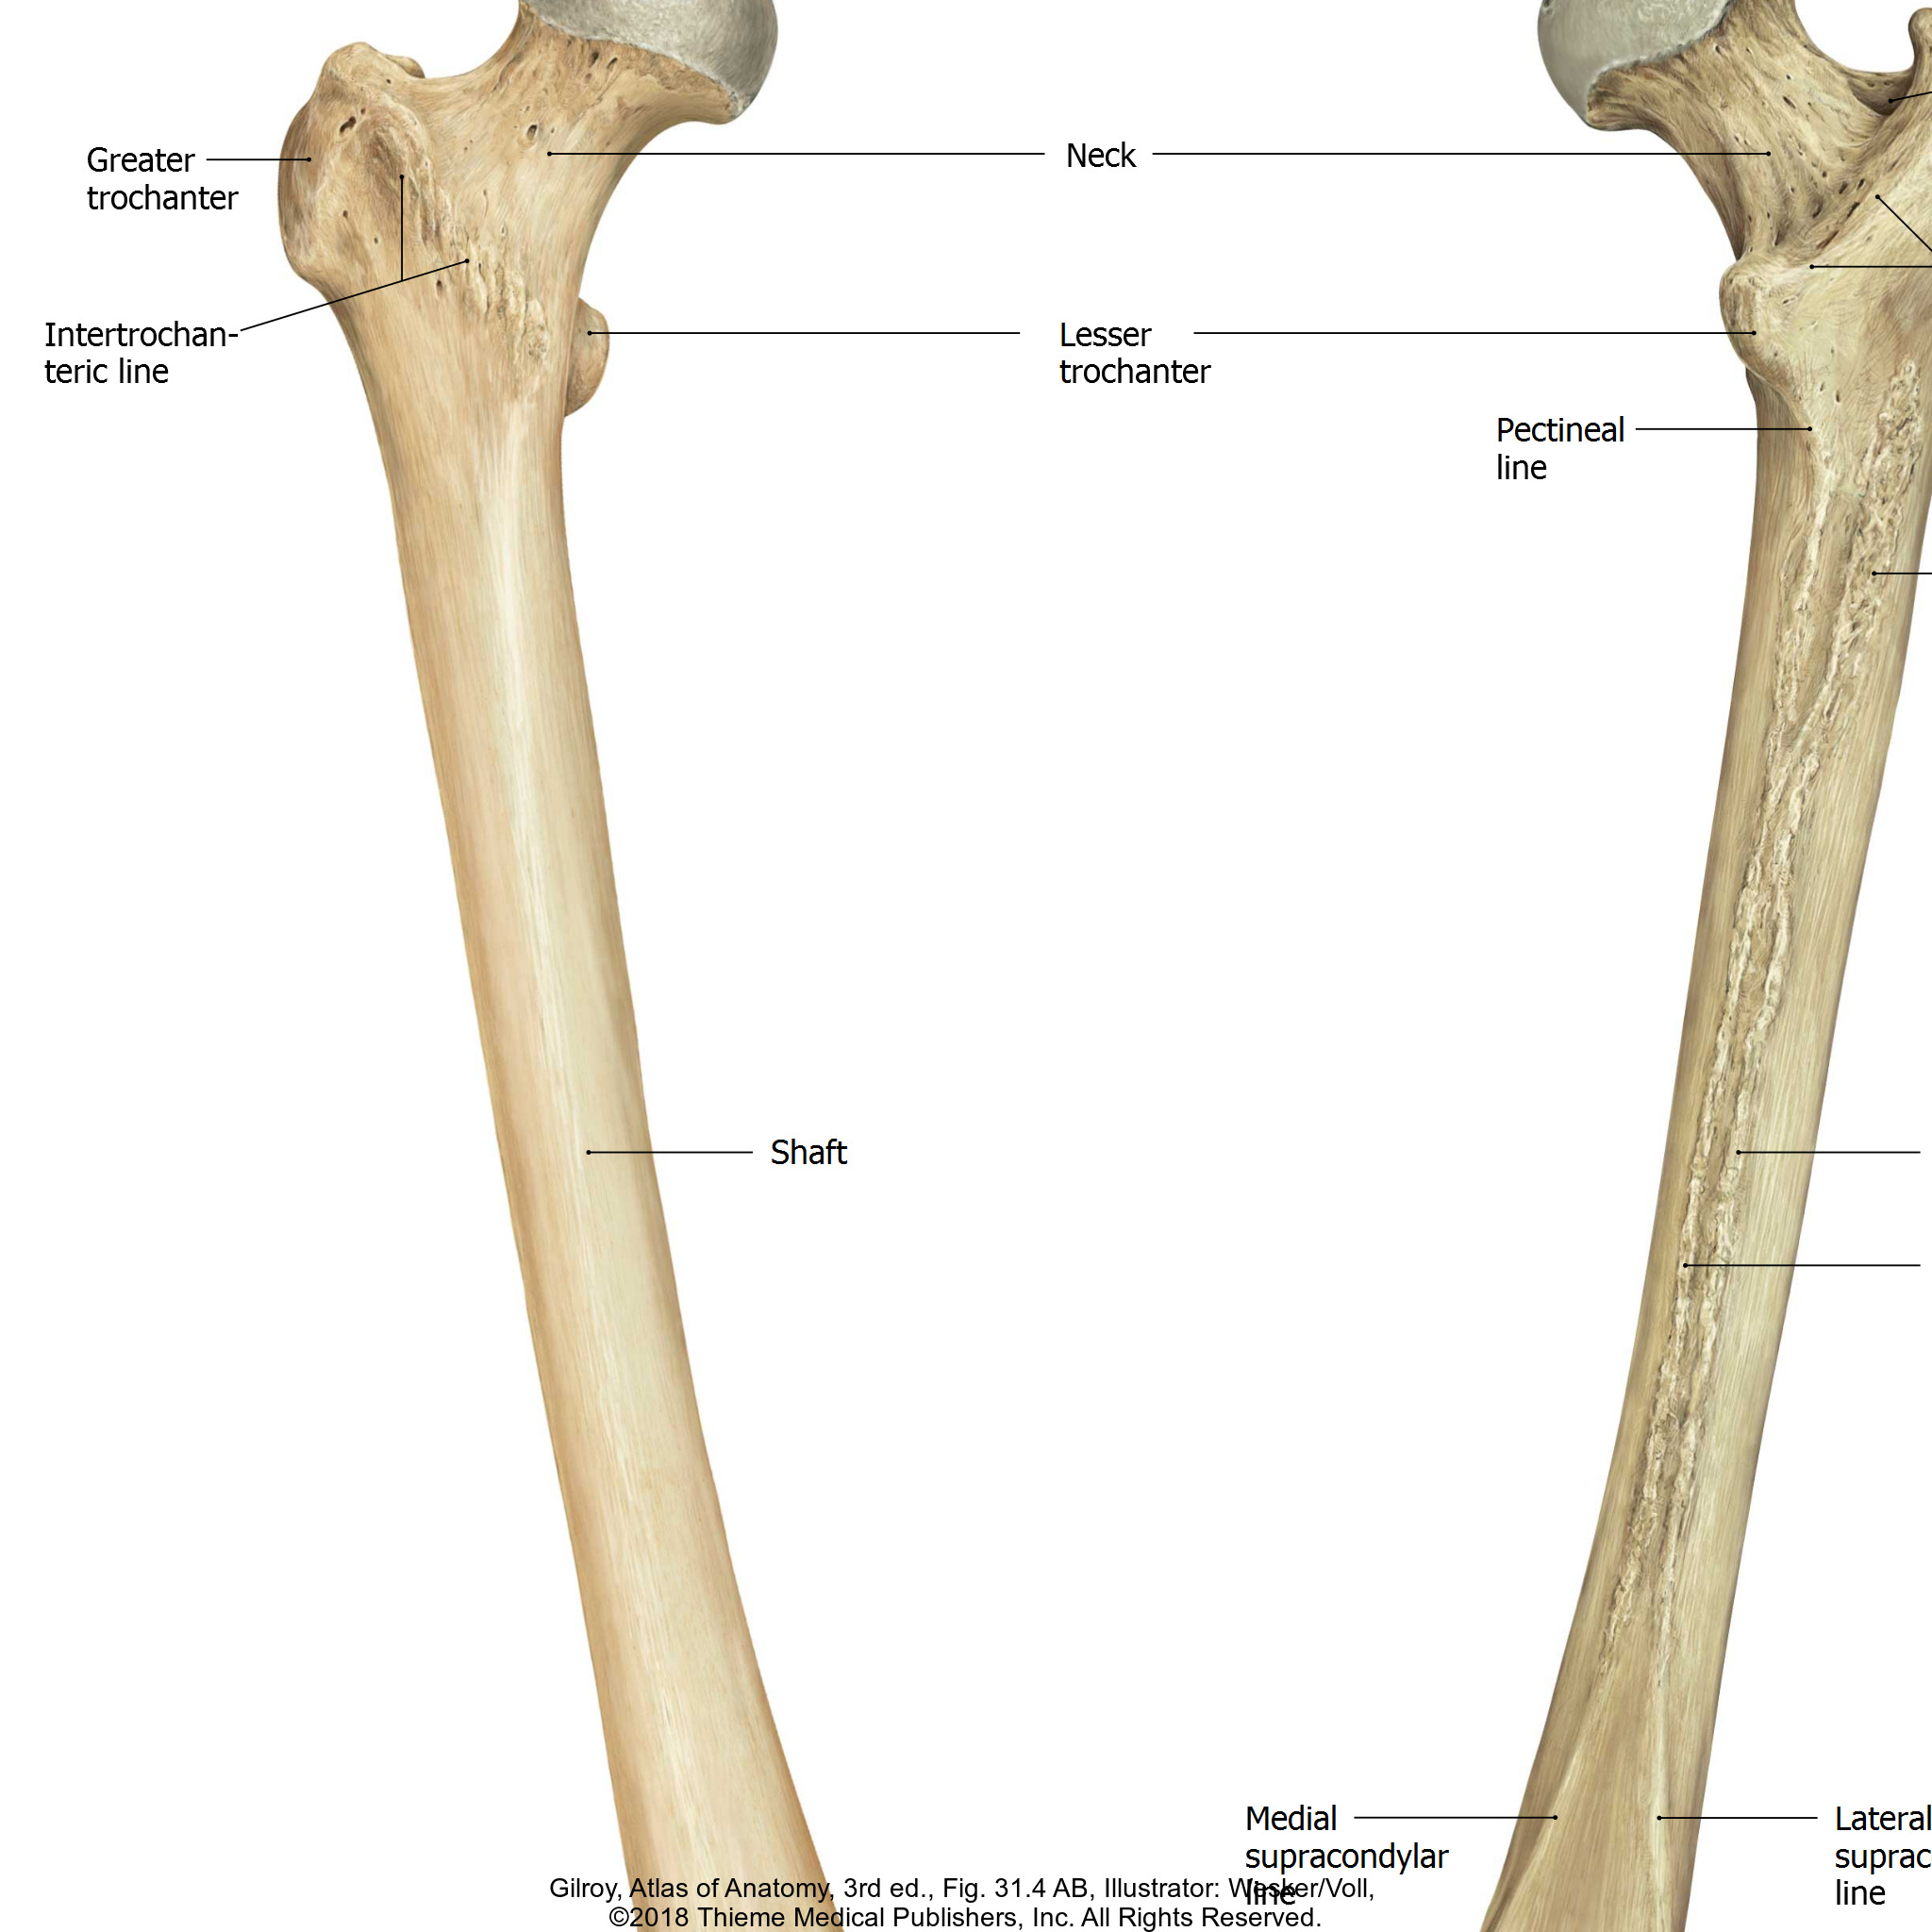 Greater
trochanter
Neck
Intertrochan-
teric line
Lesser
trochanter
Pectineal
line
Shaft
Medial
supracondylar
line
Lateral
suprac
line
Gilroy, Atlas of Anatomy, 3rd ed., Fig. 31.4 AB, Illustrator: Wesker/Voll,
©2018 Thieme Medical Publishers, Inc. All Rights Reserved.